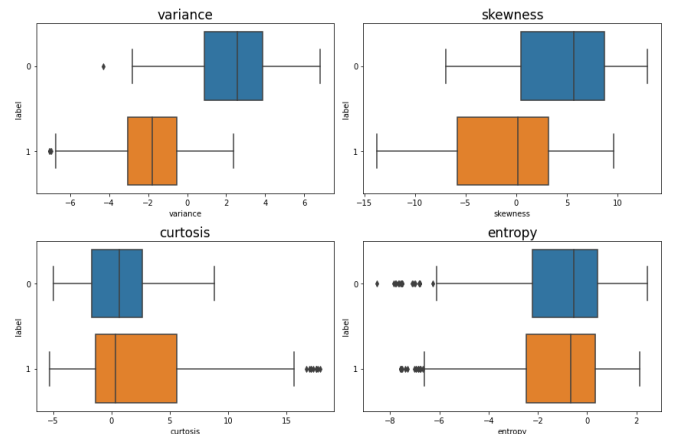 variance
0
label
1
−6 −4 −2 0 2 4 6
variance
skewness
0
label
1
−15 −10 −5 0 5 10
skewness
curtosis
0
label
1
−5 0 5 10 15
curtosis
entropy
0
label
1
−8 −6 −4 −2 0 2
entropy